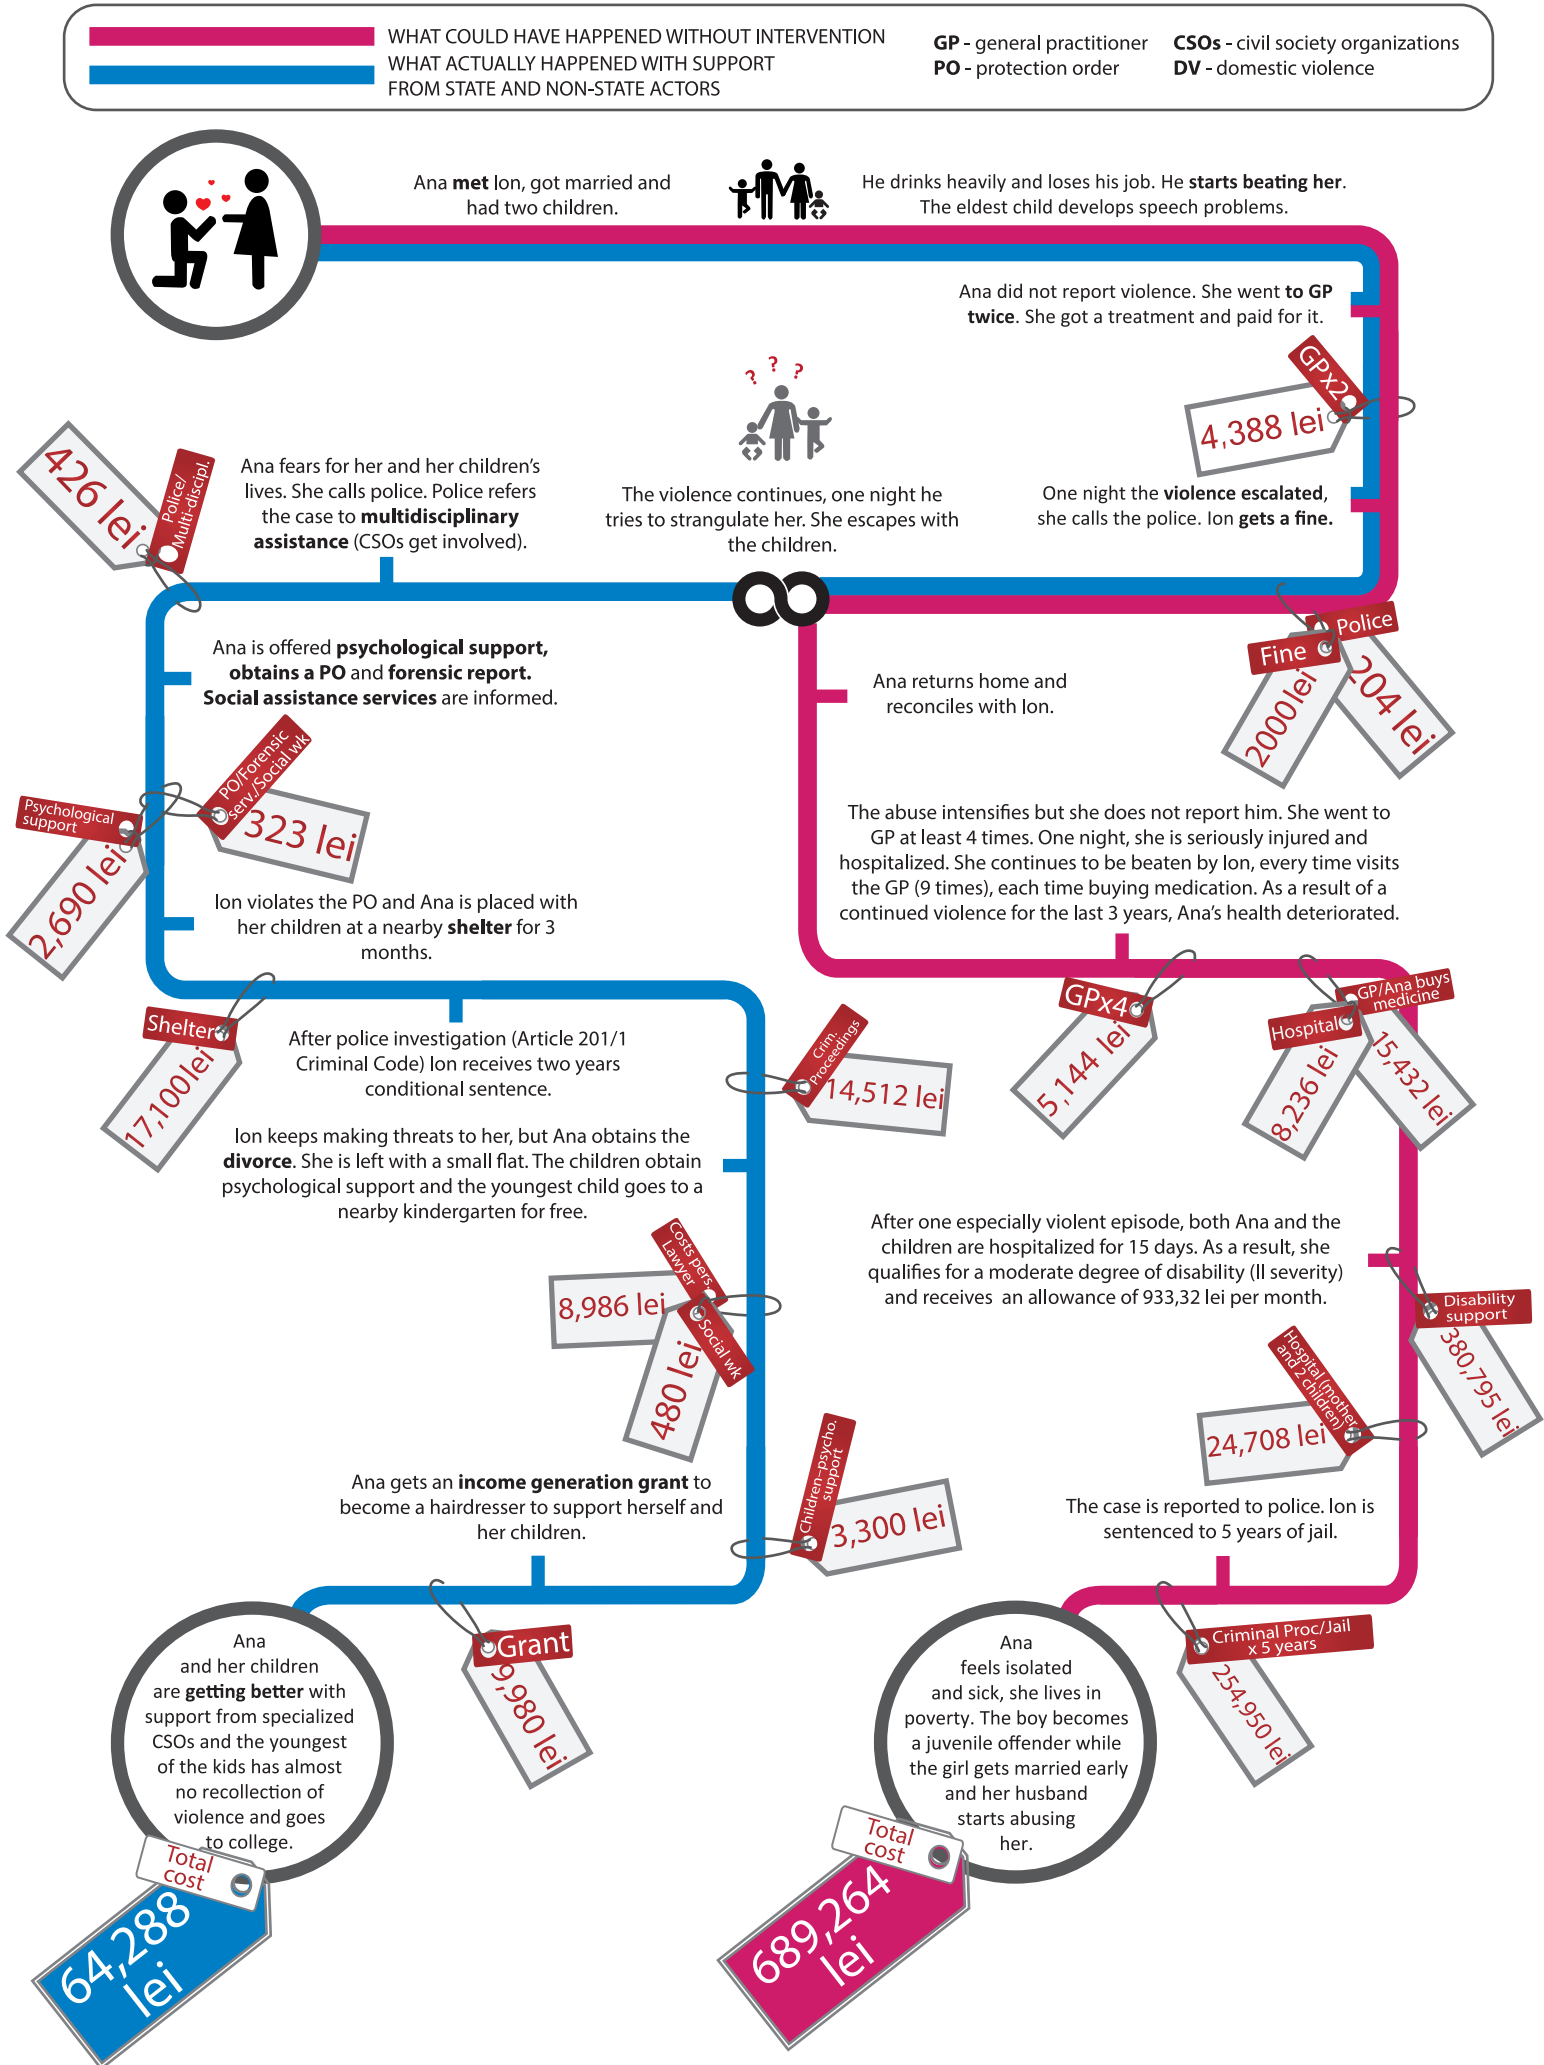 WHAT COULD HAVE HAPPENED WITHOUT INTERVENTION
WHAT ACTUALLY HAPPENED WITH SUPPORT
FROM STATE AND NON-STATE ACTORS
GP - general practitioner
PO - protection order
CSOs - civil society organizations
DV - domestic violence
Ana met Ion, got married and
had two children.
He drinks heavily and loses his job. He starts beating her.
The eldest child develops speech problems.
Ana did not report violence. She went to GP
twice. She got a treatment and paid for it.
GPx2
4,388 lei
? ? ?
One night the violence escalated,
she calls the police. Ion gets a fine.
Police
204 lei
Fine
2000 lei
The violence continues, one night he
tries to strangulate her. She escapes with
the children.
Ana fears for her and her children's
lives. She calls police. Police refers
the case to multidisciplinary
assistance (CSOs get involved).
Police/
Multi-discipl.
426 lei
Ana is offered psychological support,
obtains a PO and forensic report.
Social assistance services are informed.
PO/Forensic
serv./Social wk
323 lei
Psychological
support
2,690 lei
Ion violates the PO and Ana is placed with
her children at a nearby shelter for 3
months.
Shelter
17,100 lei
After police investigation (Article 201/1
Criminal Code) Ion receives two years
conditional sentence.
Crim.
Proceedings
14,512 lei
Ion keeps making threats to her, but Ana obtains the
divorce. She is left with a small flat. The children obtain
psychological support and the youngest child goes to a
nearby kindergarten for free.
Costs pers.
Lawyer
8,986 lei
Social wk
480 lei
Children–psycho.
support
3,300 lei
Ana gets an income generation grant to
become a hairdresser to support herself and
her children.
Grant
9,980 lei
Ana
and her children
are getting better with
support from specialized
CSOs and the youngest
of the kids has almost
no recollection of
violence and goes
to college.
Total
cost
64,288
lei
Ana returns home and
reconciles with Ion.
The abuse intensifies but she does not report him. She went to
GP at least 4 times. One night, she is seriously injured and
hospitalized. She continues to be beaten by Ion, every time visits
the GP (9 times), each time buying medication. As a result of a
continued violence for the last 3 years, Ana's health deteriorated.
GPx4
5,144 lei
Hospital
8,236 lei
GP/Ana buys
medicine
15,432 lei
After one especially violent episode, both Ana and the
children are hospitalized for 15 days. As a result, she
qualifies for a moderate degree of disability (II severity)
and receives an allowance of 933,32 lei per month.
Disability
support
380,795 lei
Hospital (mother
and 2 children)
24,708 lei
The case is reported to police. Ion is
sentenced to 5 years of jail.
Criminal Proc/Jail
x 5 years
254,950 lei
Ana
feels isolated
and sick, she lives in
poverty. The boy becomes
a juvenile offender while
the girl gets married early
and her husband
starts abusing
her.
Total
cost
689,264
lei